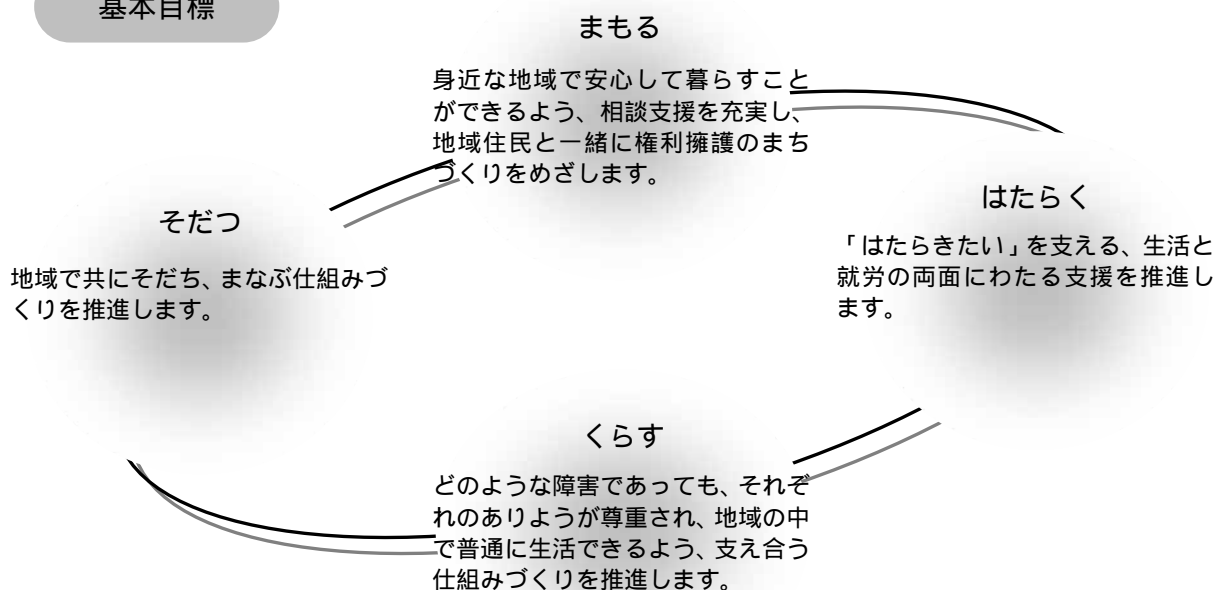 基本目標
まもる
身近な地域で安心して暮らすこと
ができるよう、相談支援を充実し、
地域住民と一緒に権利擁護のまち
づくりをめざします。
そだつ
地域で共にそだち、まなぶ仕組みづ
くりを推進します。
はたらく
「はたらきたい」を支える、生活と
就労の両面にわたる支援を推進し
ます。
くらす
どのような障害であっても、それぞ
れのありようが尊重され、地域の中
で普通に生活できるよう、支え合う
仕組みづくりを推進します。